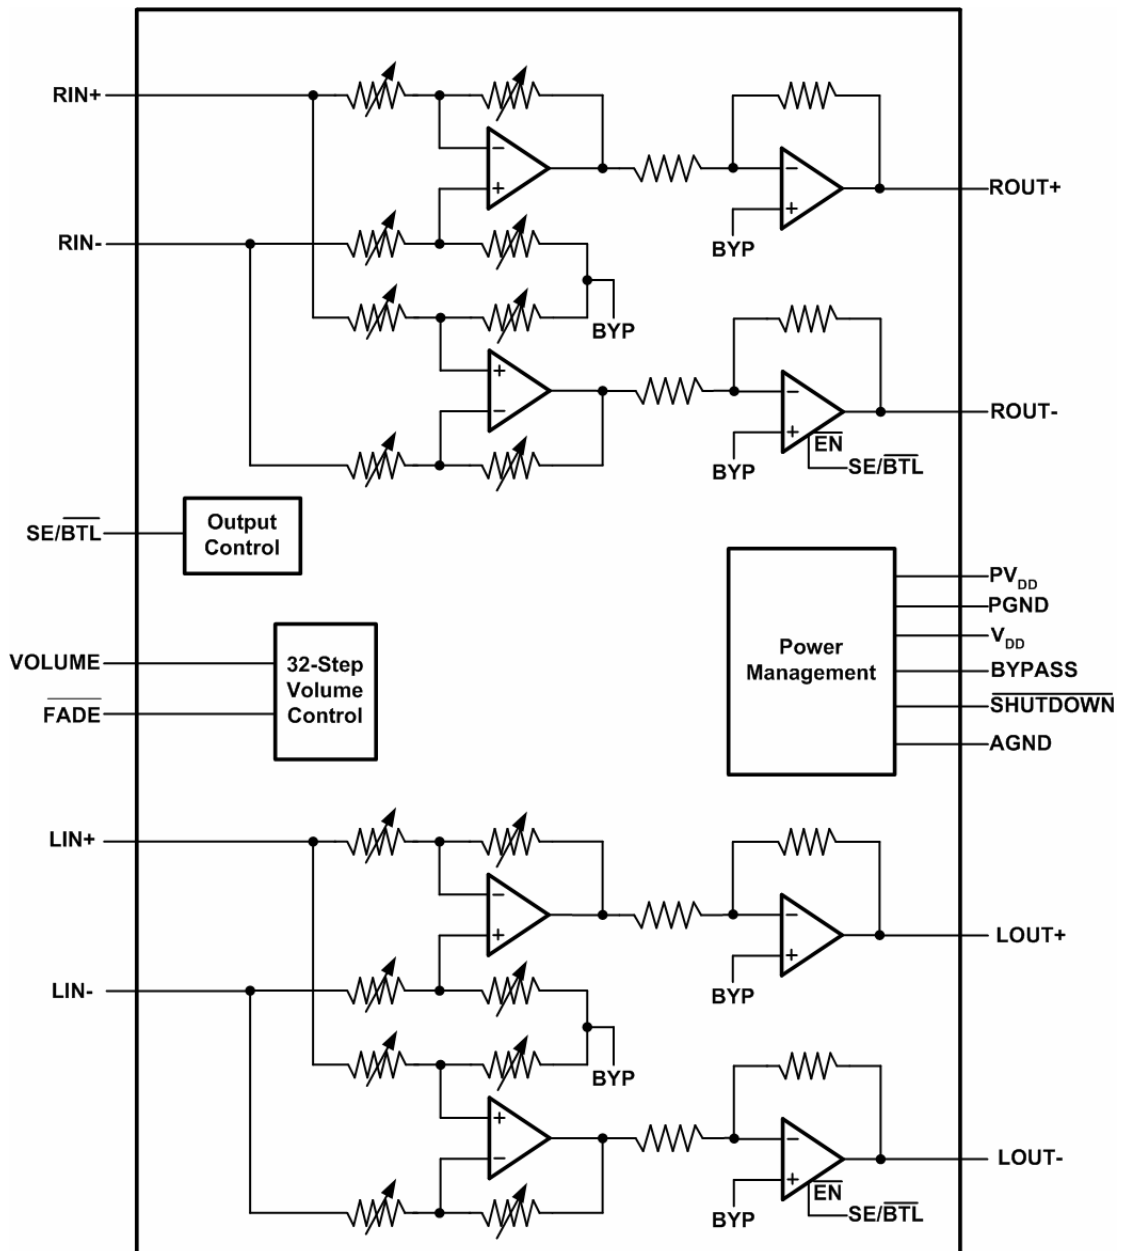 RIN+
−
+
−
+
ROUT+
BYP
RIN-
BYP
+
−
−
+
ROUT-
EN
BYP
SE/BTL
SE/BTL
Output
Control
PVDD
PGND
VDD
BYPASS
SHUTDOWN
AGND
Power
Management
VOLUME
FADE
32-Step
Volume
Control
LIN+
−
+
−
+
LOUT+
BYP
LIN-
BYP
+
−
−
+
LOUT-
EN
BYP
SE/BTL